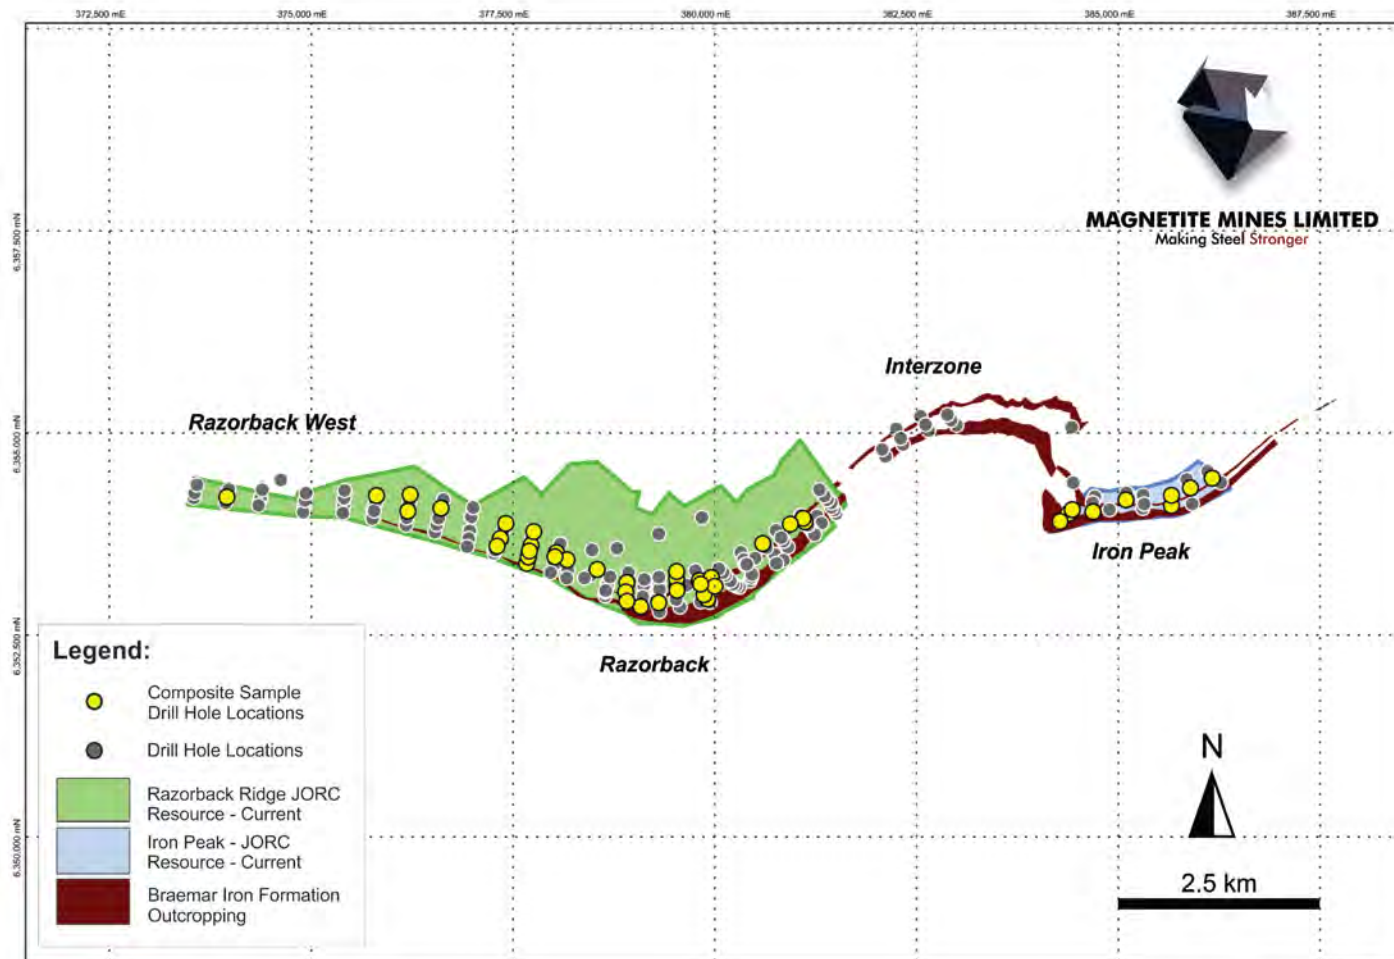 372,500 mE
375,000 mE
377,500 mE
380,000 mE
382,500 mE
385,000 mE
387,500 mE
MAGNETITE MINES LIMITED
Making Steel Stronger
6,357,500 mN
Interzone
Razorback West
6,355,000 mN
Iron Peak
Razorback
6,352,500 mN
Legend:
Composite Sample
Drill Hole Locations
Drill Hole Locations
Razorback Ridge JORC
Resource - Current
Iron Peak - JORC
Resource - Current
Braemar Iron Formation
Outcropping
6,350,000 mN
N
2.5 km